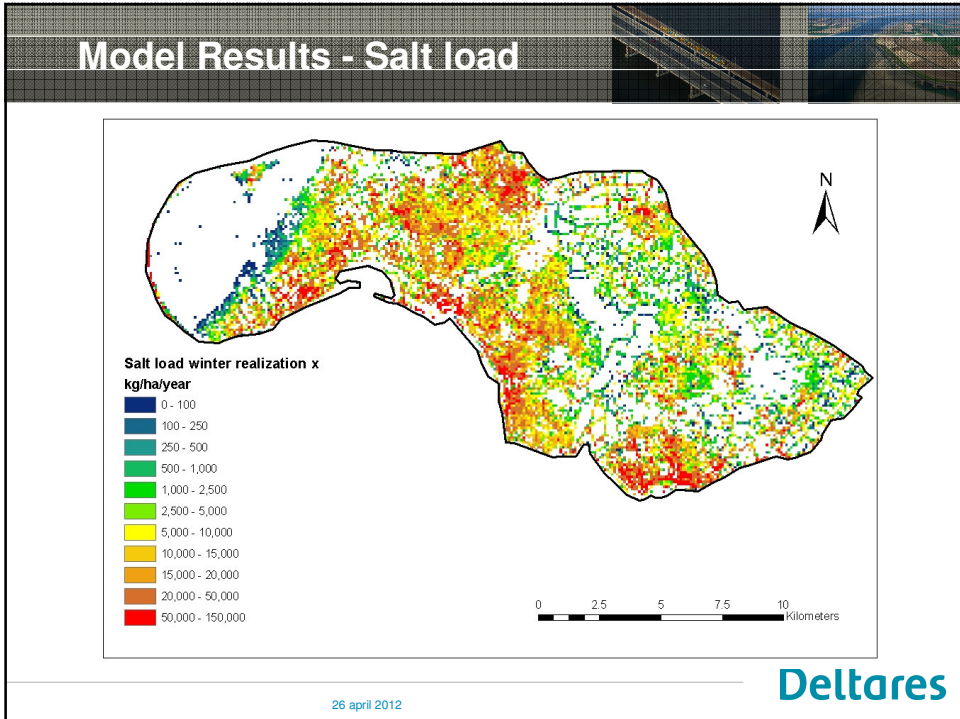 Model Results - Salt load
N
Salt load winter realization x
kg/ha/year
0 - 100
100 - 250
250 - 500
500 - 1,000
1,000 - 2,500
2,500 - 5,000
5,000 - 10,000
10,000 - 15,000
15,000 - 20,000
20,000 - 50,000
50,000 - 150,000
0 2.5 5 7.5 10
Kilometers
26 april 2012
Deltares